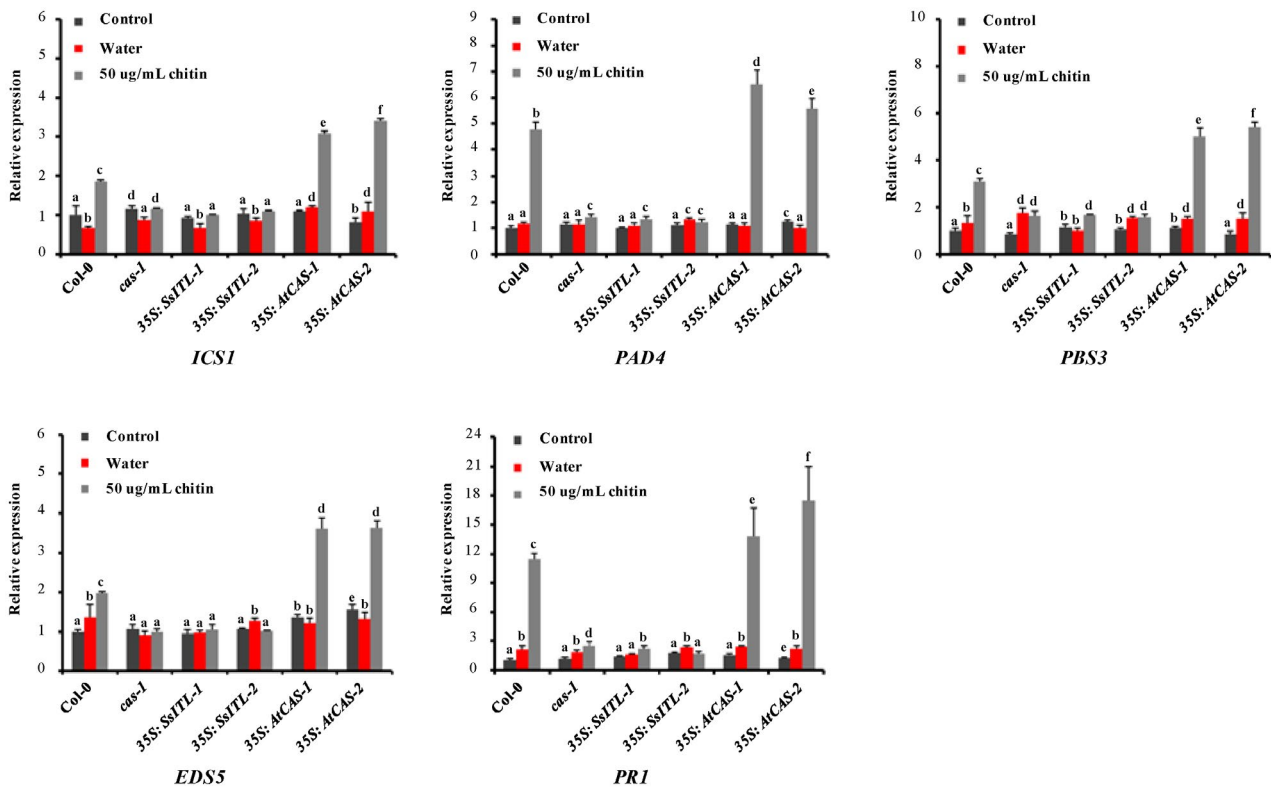 6
5
4
3
2
1
0
Relative expression
Control
Water
50 ug/mL chitin
a b c d a a a b a a b a a d e a d f
Col-0 cas-1 35S: SsITL-1 35S: SsITL-2 35S: AtCAS-1 35S: AtCAS-2
ICS1
9
8
7
6
5
4
3
2
1
0
Relative expression
Control
Water
50 ug/mL chitin
a a b a a c a a c a c c a a d c a e
Col-0 cas-1 35S: SsITL-1 35S: SsITL-2 35S: AtCAS-1 35S: AtCAS-2
PAD4
10
8
6
4
2
0
Relative expression
Control
Water
50 ug/mL chitin
a b c a d d b b d b d d b d e a d f
Col-0 cas-1 35S: SsITL-1 35S: SsITL-2 35S: AtCAS-1 35S: AtCAS-2
PBS3
6
5
4
3
2
1
0
Relative expression
Control
Water
50 ug/mL chitin
a b c a a a a a a a b a b b d e b d
Col-0 cas-1 35S: SsITL-1 35S: SsITL-2 35S: AtCAS-1 35S: AtCAS-2
EDS5
24
21
18
15
12
9
6
3
0
Relative expression
Control
Water
50 ug/mL chitin
a b c a b d a a b a b a a b e e b f
Col-0 cas-1 35S: SsITL-1 35S: SsITL-2 35S: AtCAS-1 35S: AtCAS-2
PR1